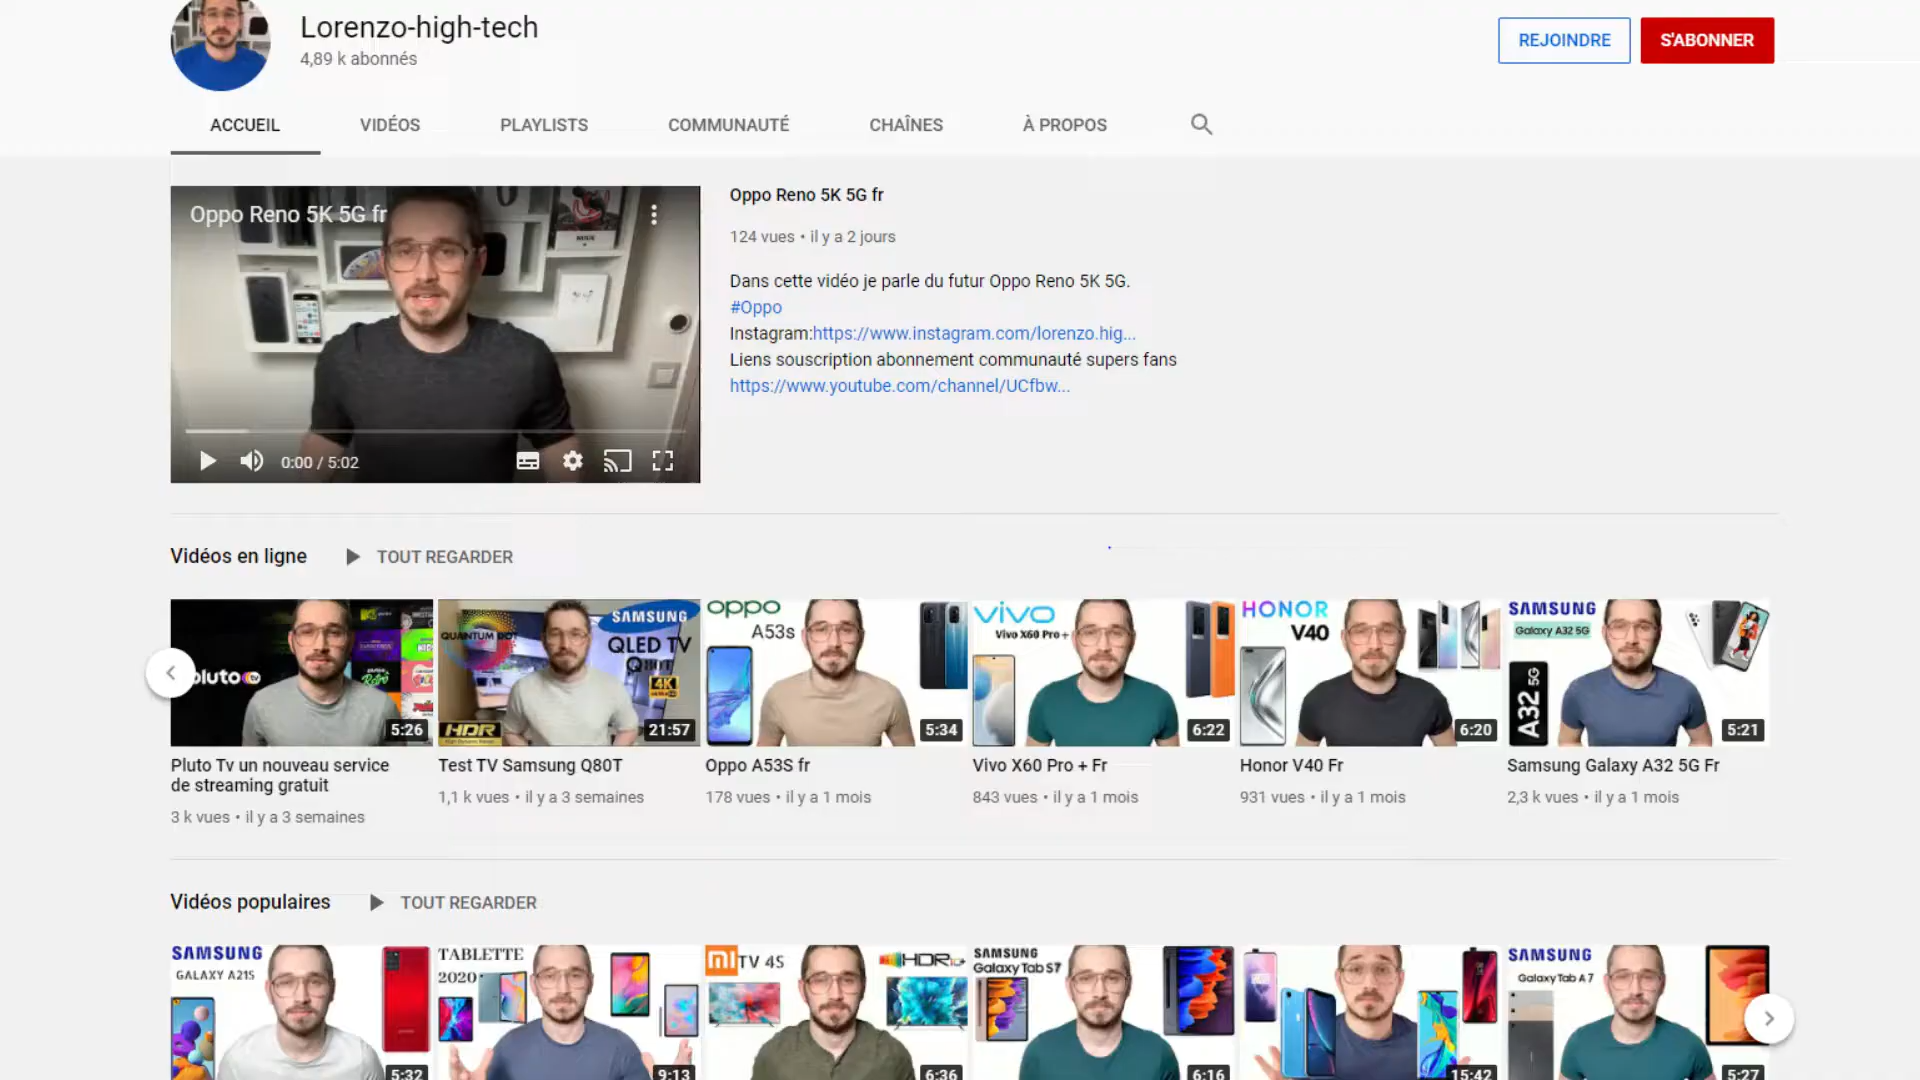 Lorenzo-high-tech
4,89 k abonnés
REJOINDRE
S'ABONNER
ACCUEIL
VIDÉOS
PLAYLISTS
COMMUNAUTÉ
CHAÎNES
À PROPOS
Oppo Reno 5K 5G fr
0:00 / 5:02
Oppo Reno 5K 5G fr
124 vues • il y a 2 jours
Dans cette vidéo je parle du futur Oppo Reno 5K 5G.
#Oppo
Instagram:https://www.instagram.com/lorenzo.hig...
Liens souscription abonnement communauté supers fans
https://www.youtube.com/channel/UCfbw...
Vidéos en ligne
TOUT REGARDER
pluto tv
5:26
QUANTUM DOT
SAMSUNG
QLED TV
Q80T
4K
HDR
21:57
oppo
A53s
5:34
vivo
Vivo X60 Pro+
6:22
HONOR
V40
6:20
SAMSUNG
Galaxy A32 5G
A32 5G
5:21
Pluto Tv un nouveau service
de streaming gratuit
3 k vues • il y a 3 semaines
Test TV Samsung Q80T
1,1 k vues • il y a 3 semaines
Oppo A53S fr
178 vues • il y a 1 mois
Vivo X60 Pro + Fr
843 vues • il y a 1 mois
Honor V40 Fr
931 vues • il y a 1 mois
Samsung Galaxy A32 5G Fr
2,3 k vues • il y a 1 mois
Vidéos populaires
TOUT REGARDER
SAMSUNG
GALAXY A21S
5:32
TABLETTE
2020
9:13
MI TV 4S
HDR10+
6:36
SAMSUNG
Galaxy Tab S7
6:16
15:42
SAMSUNG
Galaxy Tab A7
5:27